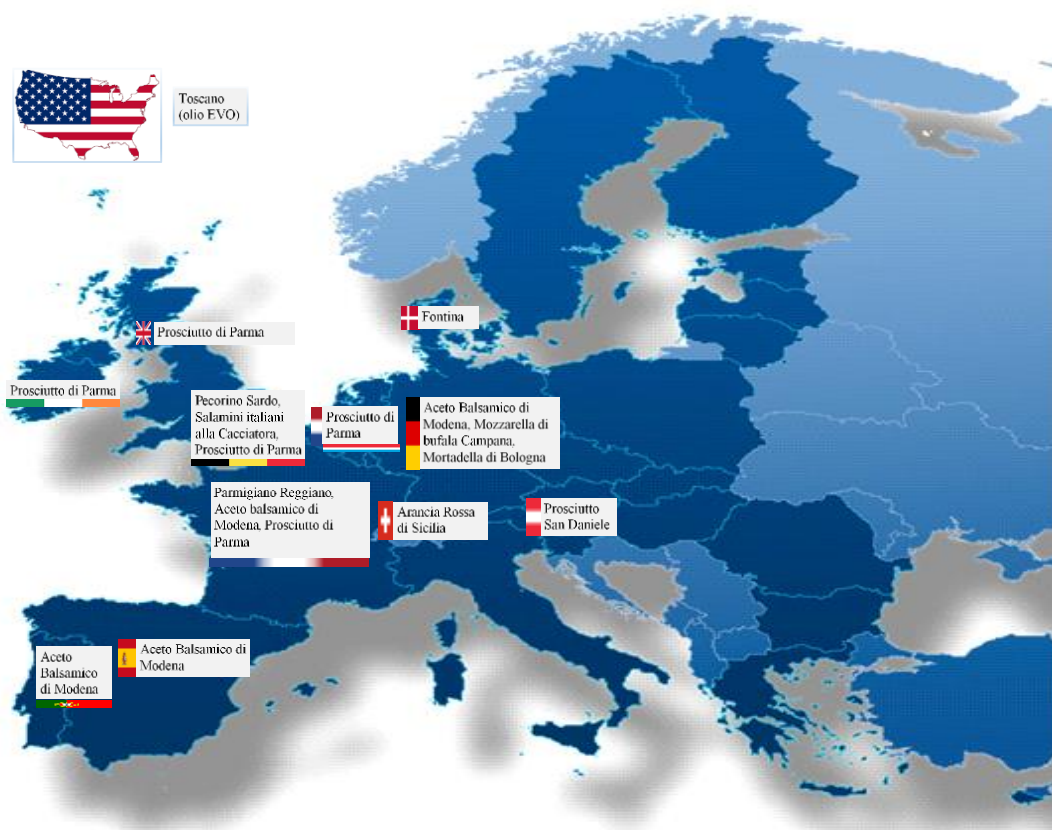 Toscano
(olio EVO)
Fontina
Prosciutto di Parma
Prosciutto di Parma
Pecorino Sardo,
Salamini italiani
alla Cacciatora,
Prosciutto di Parma
Prosciutto di
Parma
Aceto Balsamico di
Modena, Mozzarella di
bufala Campana,
Mortadella di Bologna
Parmigiano Reggiano,
Aceto balsamico di
Modena, Prosciutto di
Parma
Arancia Rossa
di Sicilia
Prosciutto
San Daniele
Aceto
Balsamico
di Modena
Aceto Balsamico di
Modena